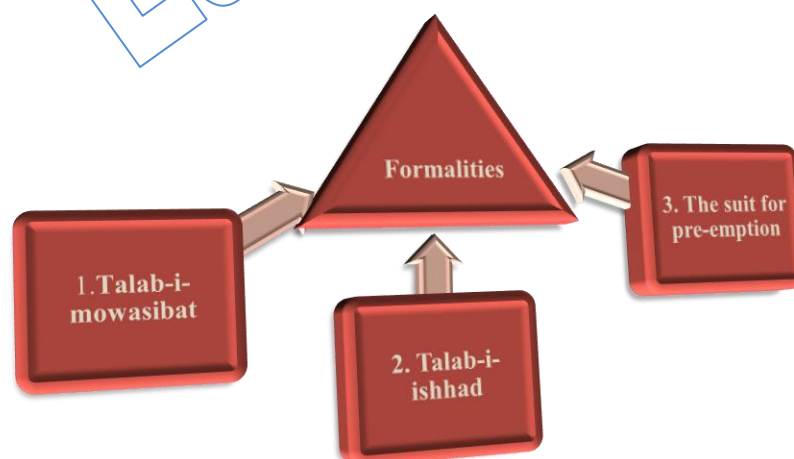 Formalities
1.Talab-i-
mowasibat
2. Talab-i-
ishhad
3. The suit for
pre-emption